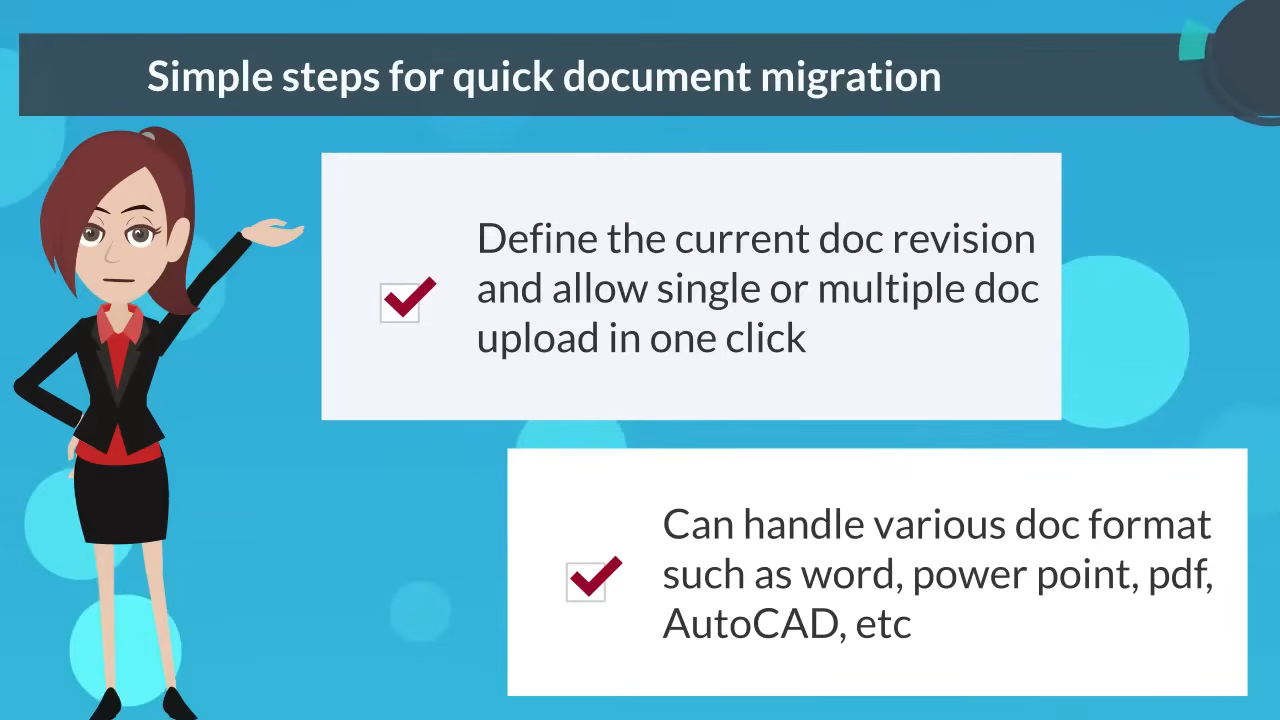 Simple steps for quick document migration
Define the current doc revision
and allow single or multiple doc
upload in one click
Can handle various doc format
such as word, power point, pdf,
AutoCAD, etc